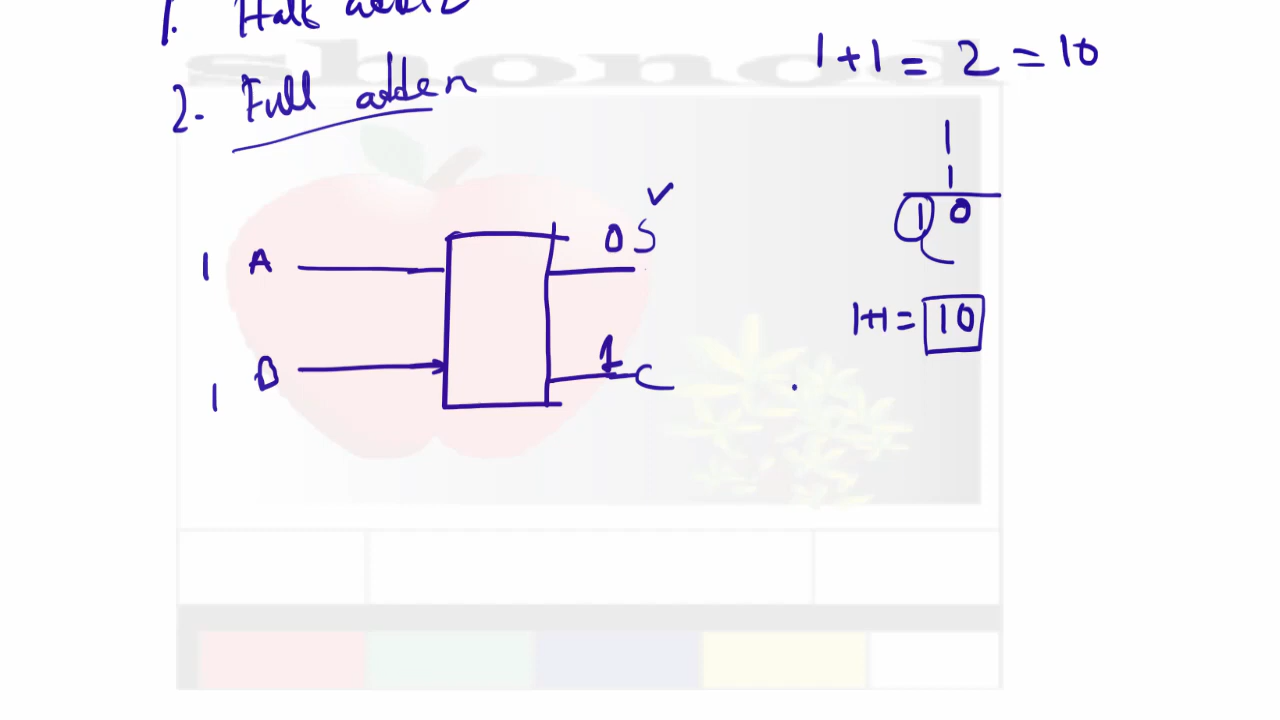 1. Half adder
2. Full adder
1 + 1 = 2 = 10
1
1
1 0
0 S
1 A
1+1 = 10
1 C
1 B